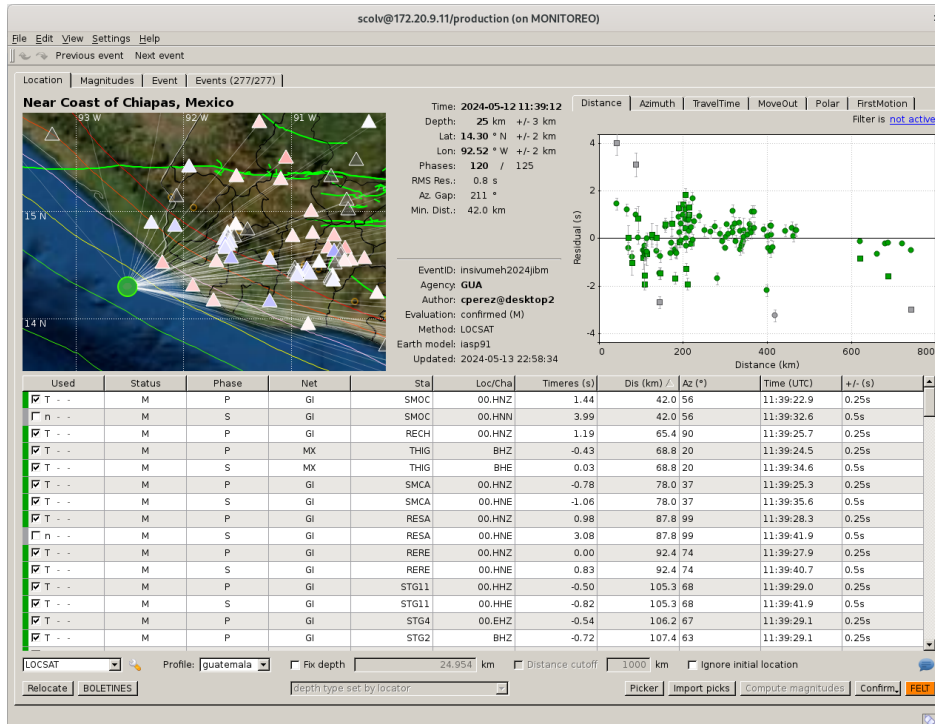 scolv@172.20.9.11/production (on MONITOREO)
File Edit View Settings Help
Previous event Next event
Location Magnitudes Event Events (277/277)
Near Coast of Chiapas, Mexico
93 W 92 W 91 W
15 N
14 N
Time: 2024-05-12 11:39:12
Depth: 25 km +/- 3 km
Lat: 14.30 ° N +/- 2 km
Lon: 92.52 ° W +/- 2 km
Phases: 120 / 125
RMS Res.: 0.8 s
Az. Gap: 211 °
Min. Dist.: 42.0 km
EventID: insivumeh2024jibm
Agency: GUA
Author: cperez@desktop2
Evaluation: confirmed (M)
Method: LOCSAT
Earth model: iasp91
Updated: 2024-05-13 22:58:34
Distance Azimuth TravelTime MoveOut Polar FirstMotion
Filter is not active
Residual (s)
4
2
0
-2
-4
0 200 400 600 800
Distance (km)
Used Status Phase Net Sta Loc/Cha Timeres (s) Dis (km) Az (°) Time (UTC) +/- (s)
T - - M P GI SMOC 00.HNZ 1.44 42.0 56 11:39:22.9 0.25s
n - - M S GI SMOC 00.HNN 3.99 42.0 56 11:39:32.6 0.5s
T - - M P GI RECH 00.HNZ 1.19 65.4 90 11:39:25.7 0.25s
T - - M P MX THIG BHZ -0.43 68.8 20 11:39:24.5 0.25s
T - - M S MX THIG BHE 0.03 68.8 20 11:39:34.6 0.5s
T - - M P GI SMCA 00.HNZ -0.78 78.0 37 11:39:25.3 0.25s
T - - M S GI SMCA 00.HNE -1.06 78.0 37 11:39:35.6 0.5s
T - - M P GI RESA 00.HNZ 0.98 87.8 99 11:39:28.3 0.25s
n - - M S GI RESA 00.HNE 3.08 87.8 99 11:39:41.9 0.5s
T - - M P GI RERE 00.HNZ 0.00 92.4 74 11:39:27.9 0.25s
T - - M S GI RERE 00.HNE 0.83 92.4 74 11:39:40.7 0.5s
T - - M P GI STG11 00.HHZ -0.50 105.3 68 11:39:29.0 0.25s
T - - M S GI STG11 00.HHE -0.82 105.3 68 11:39:41.9 0.5s
T - - M P GI STG4 00.EHZ -0.54 106.2 67 11:39:29.1 0.25s
T - - M P GI STG2 BHZ -0.72 107.4 63 11:39:29.1 0.25s
LOCSAT Profile: guatemala Fix depth 24.954 km Distance cutoff 1000 km Ignore initial location
Relocate BOLETINES depth type set by locator Picker Import picks Compute magnitudes Confirm FELT